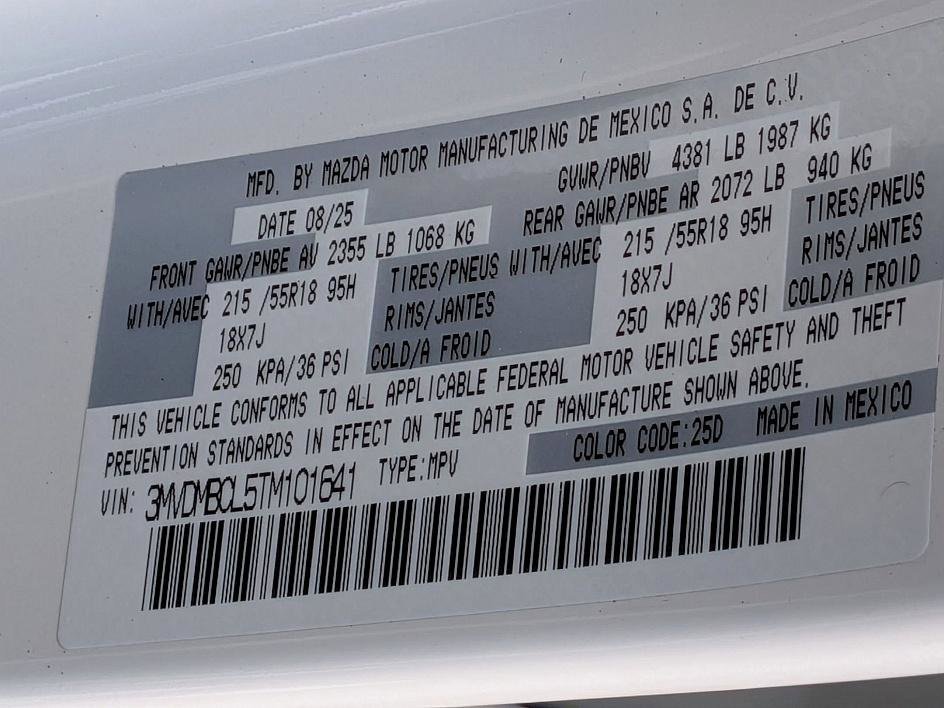 MFD. BY MAZDA MOTOR MANUFACTURING DE MEXICO S.A. DE C.V.
DATE 08/25 GVWR/PNBV 4381 LB 1987 KG
FRONT GAWR/PNBE AV 2355 LB 1068 KG REAR GAWR/PNBE AR 2072 LB 940 KG
WITH/AVEC 215 /55R18 95H TIRES/PNEUS WITH/AVEC 215 /55R18 95H TIRES/PNEUS
18X7J RIMS/JANTES 18X7J RIMS/JANTES
250 KPA/36 PSI COLD/A FROID 250 KPA/36 PSI COLD/A FROID
THIS VEHICLE CONFORMS TO ALL APPLICABLE FEDERAL MOTOR VEHICLE SAFETY AND THEFT
PREVENTION STANDARDS IN EFFECT ON THE DATE OF MANUFACTURE SHOWN ABOVE.
VIN: 3MVDMBCL5TM101641 TYPE:MPV COLOR CODE:25D MADE IN MEXICO